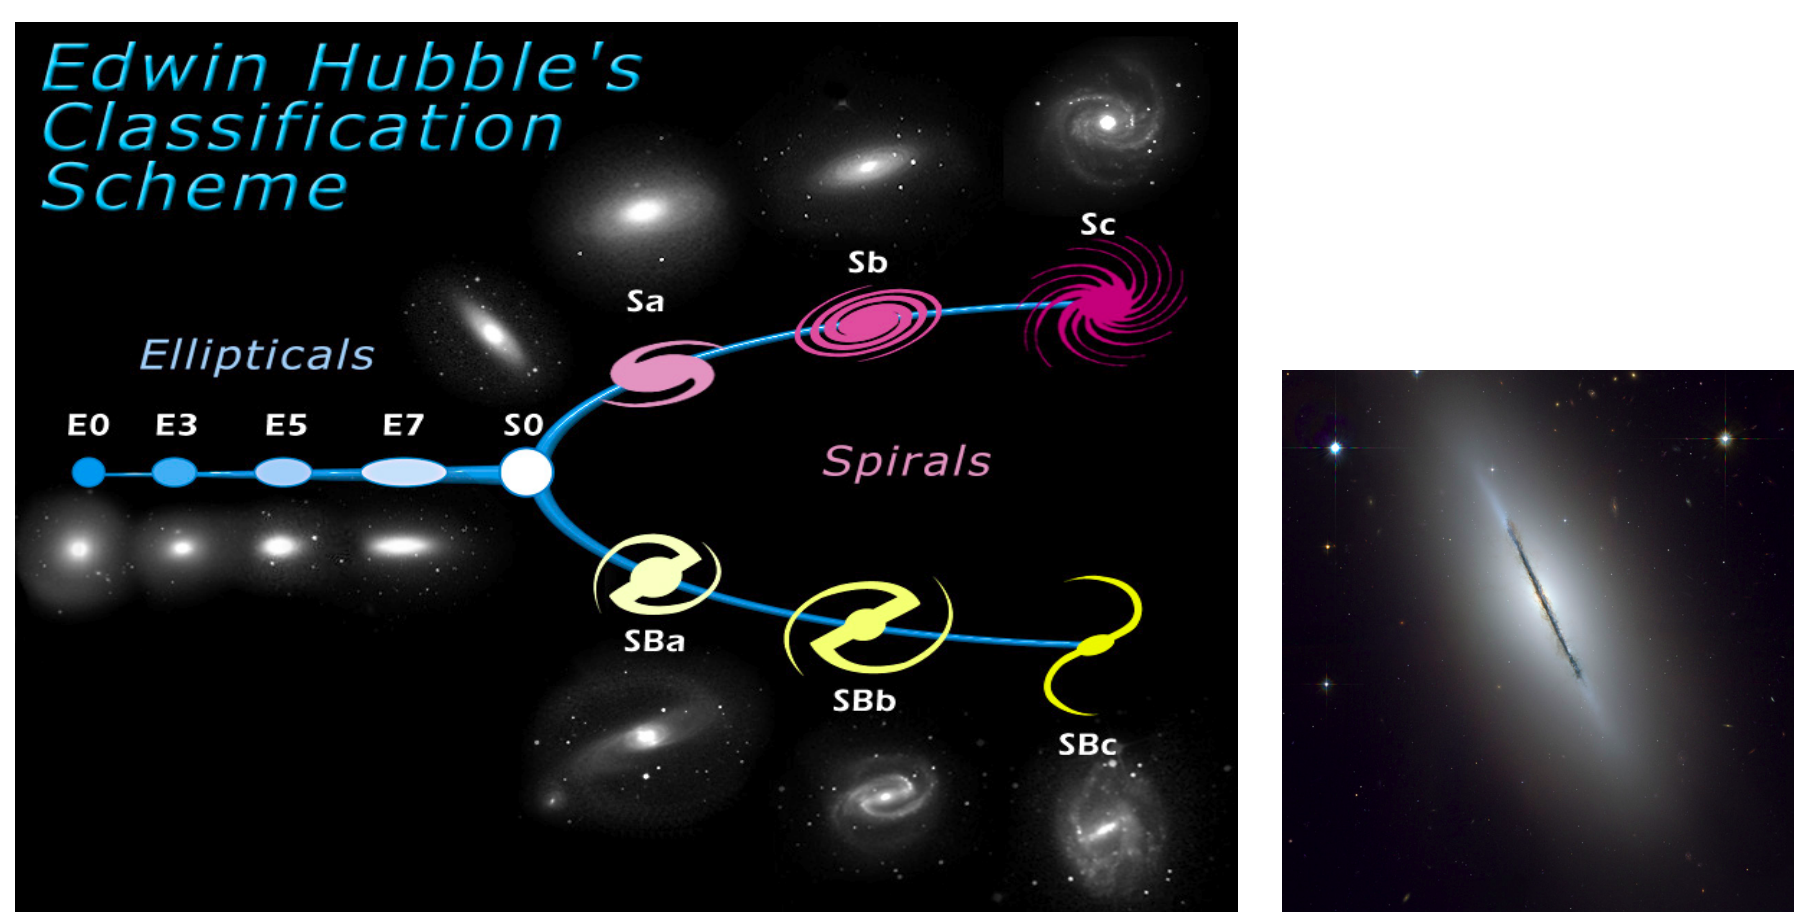 Edwin Hubble's
Classification
Scheme
Sc
Sb
Sa
Ellipticals
E0 E3 E5 E7 S0
Spirals
SBa
SBb
SBc